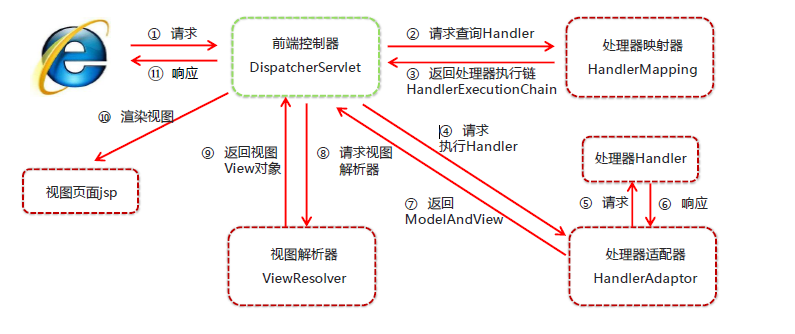 ① 请求
⑪ 响应
前端控制器
DispatcherServlet
② 请求查询Handler
③ 返回处理器执行链
HandlerExecutionChain
处理器映射器
HandlerMapping
⑩ 渲染视图
视图页面jsp
⑨ 返回视图
View对象
⑧ 请求视图
解析器
④ 请求
执行Handler
⑦ 返回
ModelAndView
处理器Handler
⑤ 请求
⑥ 响应
视图解析器
ViewResolver
处理器适配器
HandlerAdaptor